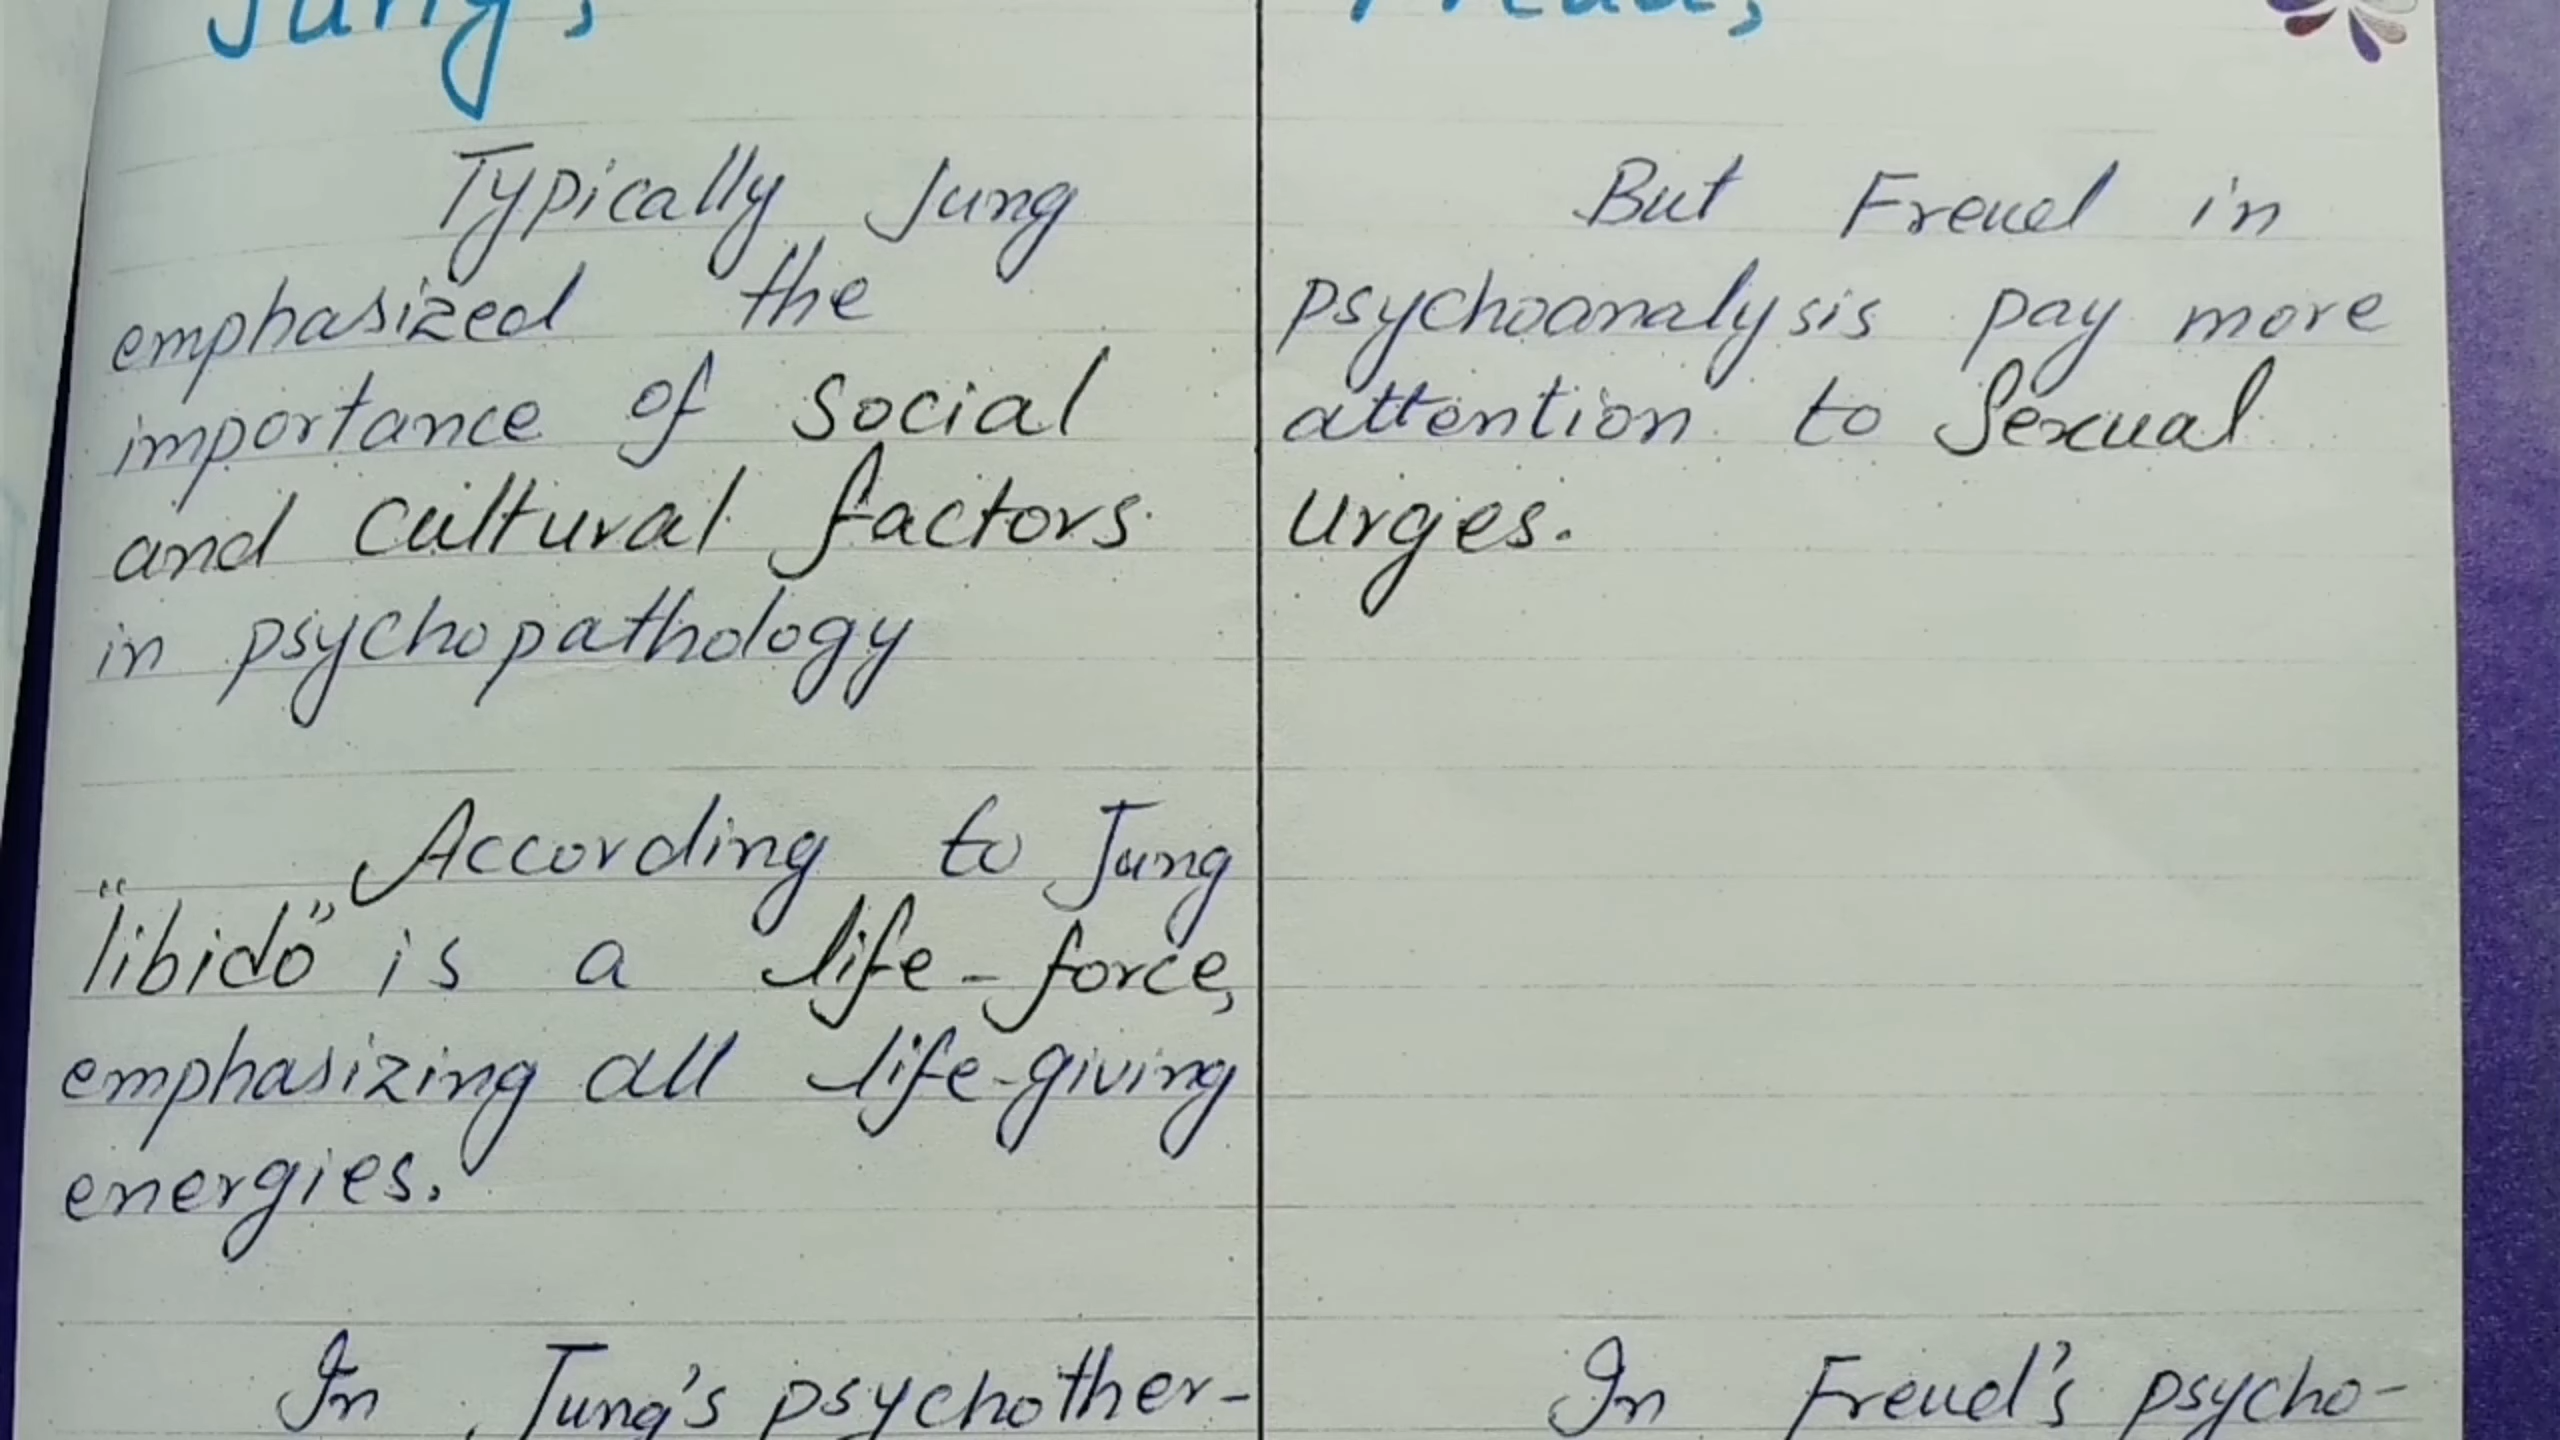 Jung,
Typically Jung
emphasized the
importance of Social
and Cultural factors
in psychopathology
According to Jung
"libido" is a life-force,
emphasizing all life-giving
energies.
In Jung's psychother-
Freud,
But Freud in
psychoanalysis pay more
attention to Sexual
Urges.
In Freud's psycho-